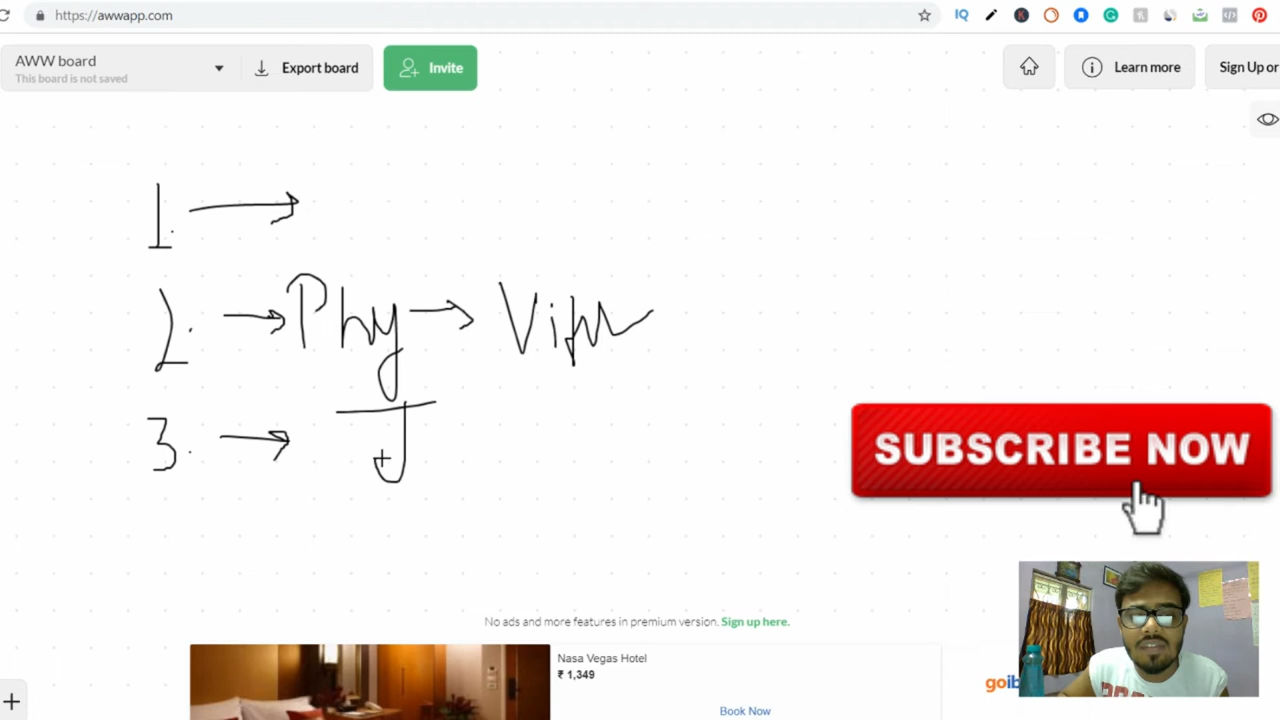 https://awwapp.com
IQ
AWW board
This board is not saved
Export board
Invite
Learn more
Sign Up or
1. →
2. → Phy →
3. → J
SUBSCRIBE NOW
No ads and more features in premium version. Sign up here.
Nasa Vegas Hotel
₹ 1,349
Book Now
goib